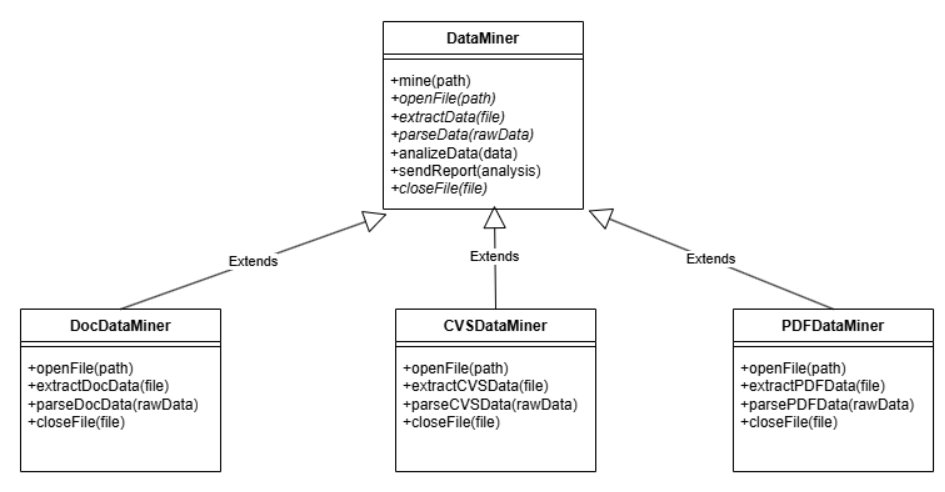 DataMiner
+mine(path)
+openFile(path)
+extractData(file)
+parseData(rawData)
+analizeData(data)
+sendReport(analysis)
+closeFile(file)
Extends
Extends
Extends
DocDataMiner
+openFile(path)
+extractDocData(file)
+parseDocData(rawData)
+closeFile(file)
CVSDataMiner
+openFile(path)
+extractCVSData(file)
+parseCVSData(rawData)
+closeFile(file)
PDFDataMiner
+openFile(path)
+extractPDFData(file)
+parsePDFData(rawData)
+closeFile(file)